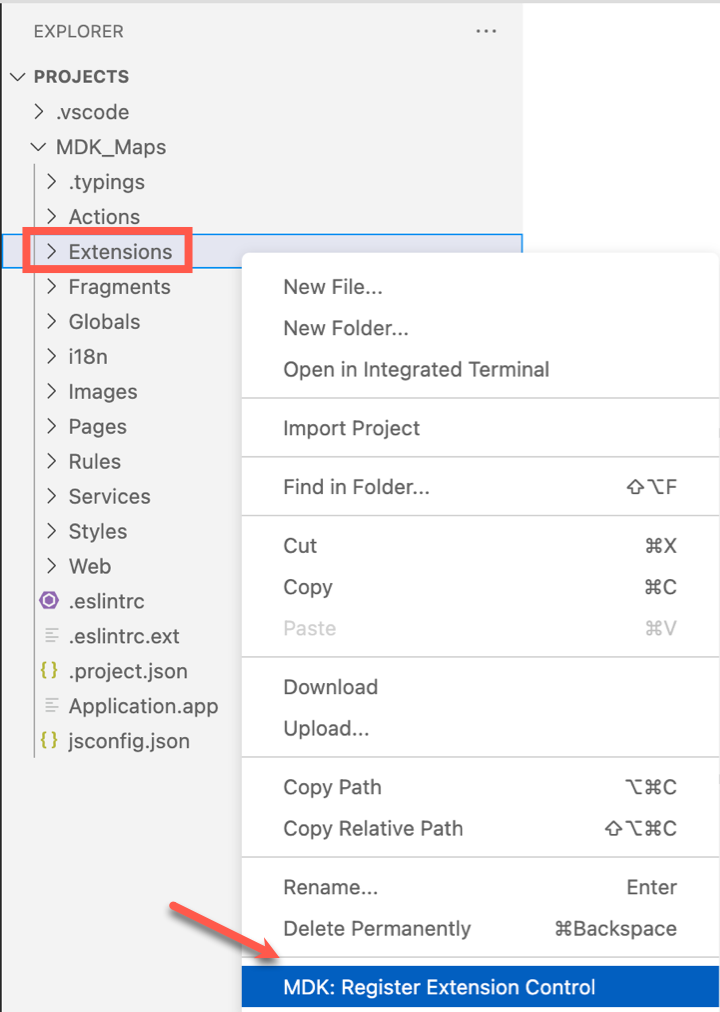 EXPLORER ...
PROJECTS
.vscode
MDK_Maps
.typings
Actions
Extensions
Fragments
Globals
i18n
Images
Pages
Rules
Services
Styles
Web
.eslintrc
.eslintrc.ext
{} .project.json
Application.app
{} jsconfig.json
New File...
New Folder...
Open in Integrated Terminal
Import Project
Find in Folder... ⇧⌥F
Cut ⌘X
Copy ⌘C
Paste ⌘V
Download
Upload...
Copy Path ⌥⌘C
Copy Relative Path ⇧⌥⌘C
Rename... Enter
Delete Permanently ⌘Backspace
MDK: Register Extension Control